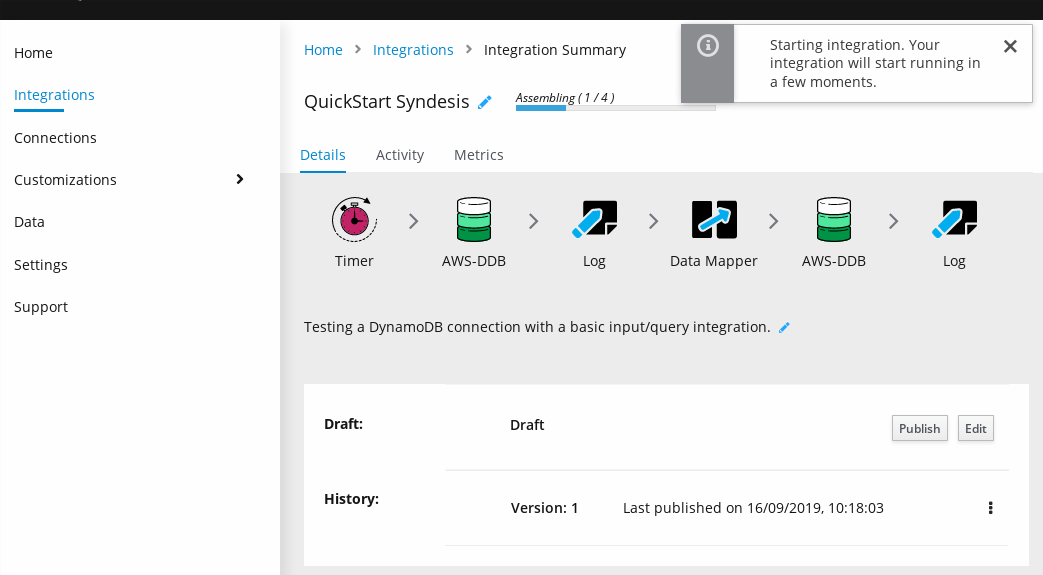 Home
Integrations
Connections
Customizations
Data
Settings
Support
Home > Integrations > Integration Summary
Starting integration. Your
integration will start running in
a few moments.
QuickStart Syndesis
Assembling ( 1 / 4 )
Details Activity Metrics
Timer AWS-DDB Log Data Mapper AWS-DDB Log
Testing a DynamoDB connection with a basic input/query integration.
Draft: Draft Publish Edit
History: Version: 1 Last published on 16/09/2019, 10:18:03